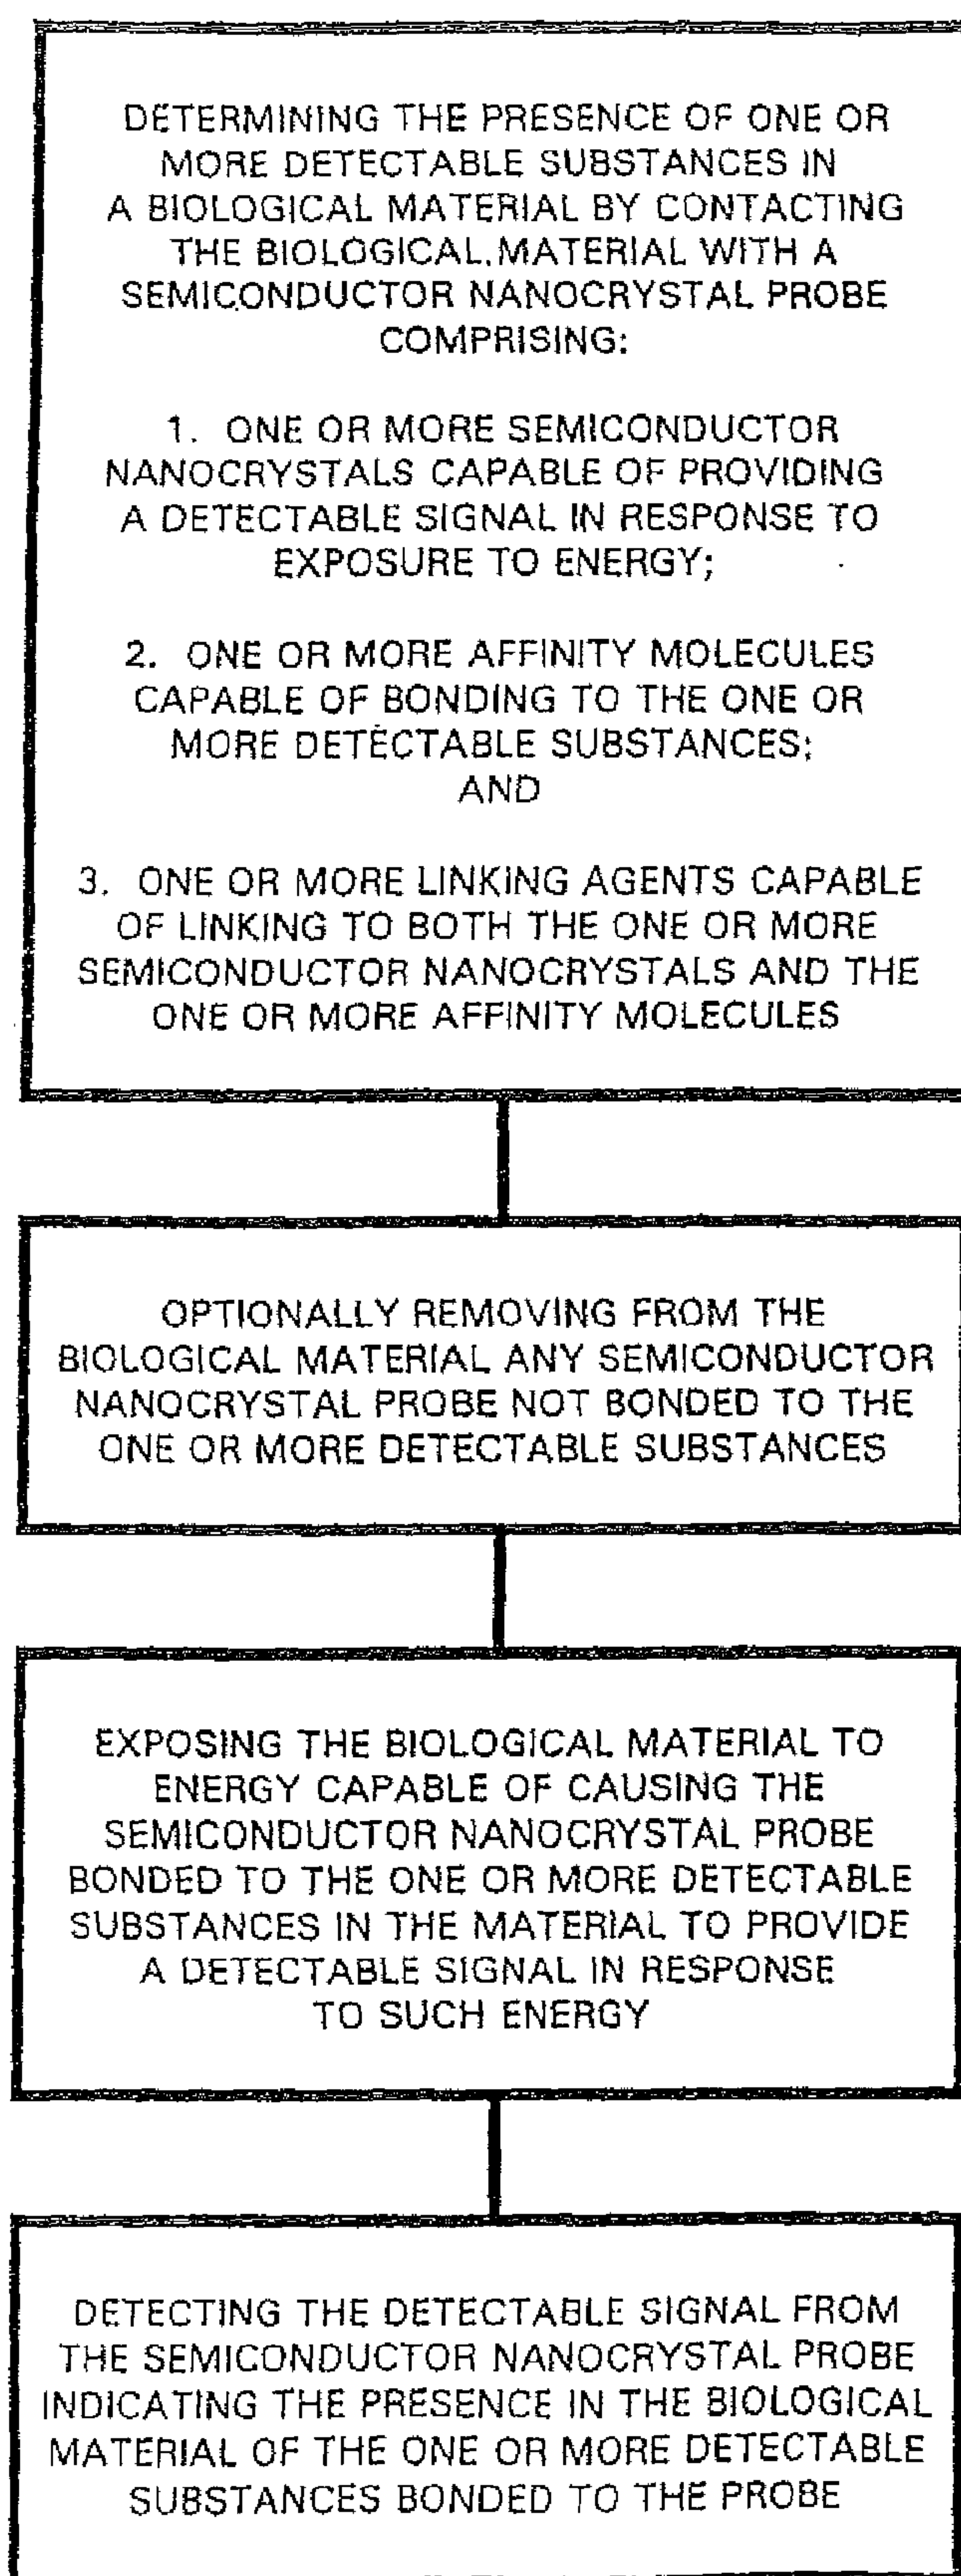 DETERMINING THE PRESENCE OF ONE OR
MORE DETECTABLE SUBSTANCES IN
A BIOLOGICAL MATERIAL BY CONTACTING
THE BIOLOGICAL MATERIAL WITH A
SEMICONDUCTOR NANOCRYSTAL PROBE
COMPRISING:
1. ONE OR MORE SEMICONDUCTOR
NANOCRYSTALS CAPABLE OF PROVIDING
A DETECTABLE SIGNAL IN RESPONSE TO
EXPOSURE TO ENERGY;
2. ONE OR MORE AFFINITY MOLECULES
CAPABLE OF BONDING TO THE ONE OR
MORE DETECTABLE SUBSTANCES;
AND
3. ONE OR MORE LINKING AGENTS CAPABLE
OF LINKING TO BOTH THE ONE OR MORE
SEMICONDUCTOR NANOCRYSTALS AND THE
ONE OR MORE AFFINITY MOLECULES
OPTIONALLY REMOVING FROM THE
BIOLOGICAL MATERIAL ANY SEMICONDUCTOR
NANOCRYSTAL PROBE NOT BONDED TO THE
ONE OR MORE DETECTABLE SUBSTANCES
EXPOSING THE BIOLOGICAL MATERIAL TO
ENERGY CAPABLE OF CAUSING THE
SEMICONDUCTOR NANOCRYSTAL PROBE
BONDED TO THE ONE OR MORE DETECTABLE
SUBSTANCES IN THE MATERIAL TO PROVIDE
A DETECTABLE SIGNAL IN RESPONSE
TO SUCH ENERGY
DETECTING THE DETECTABLE SIGNAL FROM
THE SEMICONDUCTOR NANOCRYSTAL PROBE
INDICATING THE PRESENCE IN THE BIOLOGICAL
MATERIAL OF THE ONE OR MORE DETECTABLE
SUBSTANCES BONDED TO THE PROBE